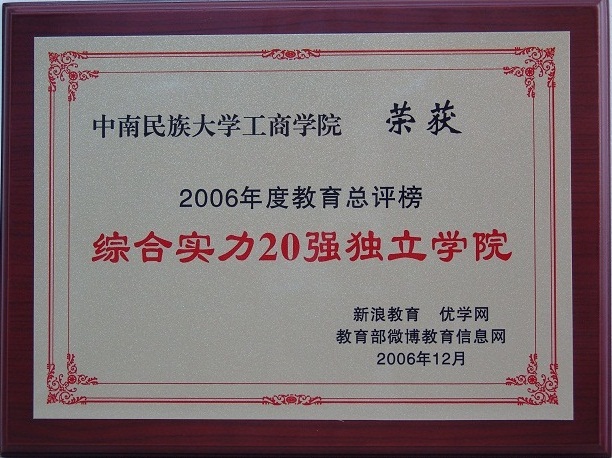 中南民族大学工商学院 荣获
2006年度教育总评榜
综合实力20强独立学院
新浪教育 优学网
教育部微博教育信息网
2006年12月